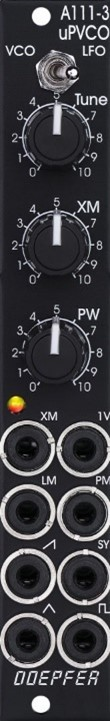 A111-3
uPVCO
VCO LFO
Tune
0 1 2 3 4 5 6 7 8 9 10
XM
0 1 2 3 4 5 6 7 8 9 10
PW
0 1 2 3 4 5 6 7 8 9 10
XM 1V
LM PM
SY
DOEPFER